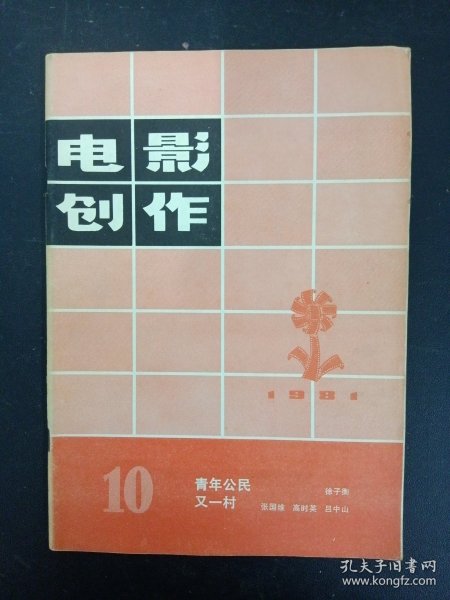 电影
创作
1981
10
青年公民 徐子衡
又一村 张国维 高时英 吕中山
孔夫子旧书网
www.kongfz.com